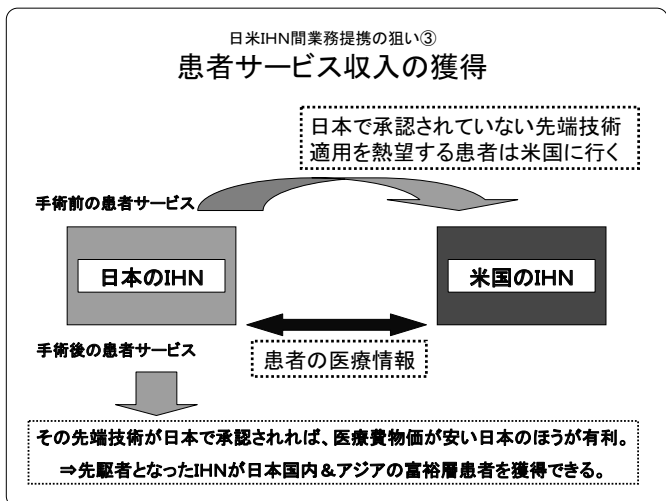 日米IHN間業務提携の狙い③
患者サービス収入の獲得
日本で承認されていない先端技術
適用を熱望する患者は米国に行く
手術前の患者サービス
日本のIHN
米国のIHN
手術後の患者サービス
患者の医療情報
その先端技術が日本で承認されれば、医療費物価が安い日本のほうが有利。
⇒先駆者となったIHNが日本国内&アジアの富裕層患者を獲得できる。